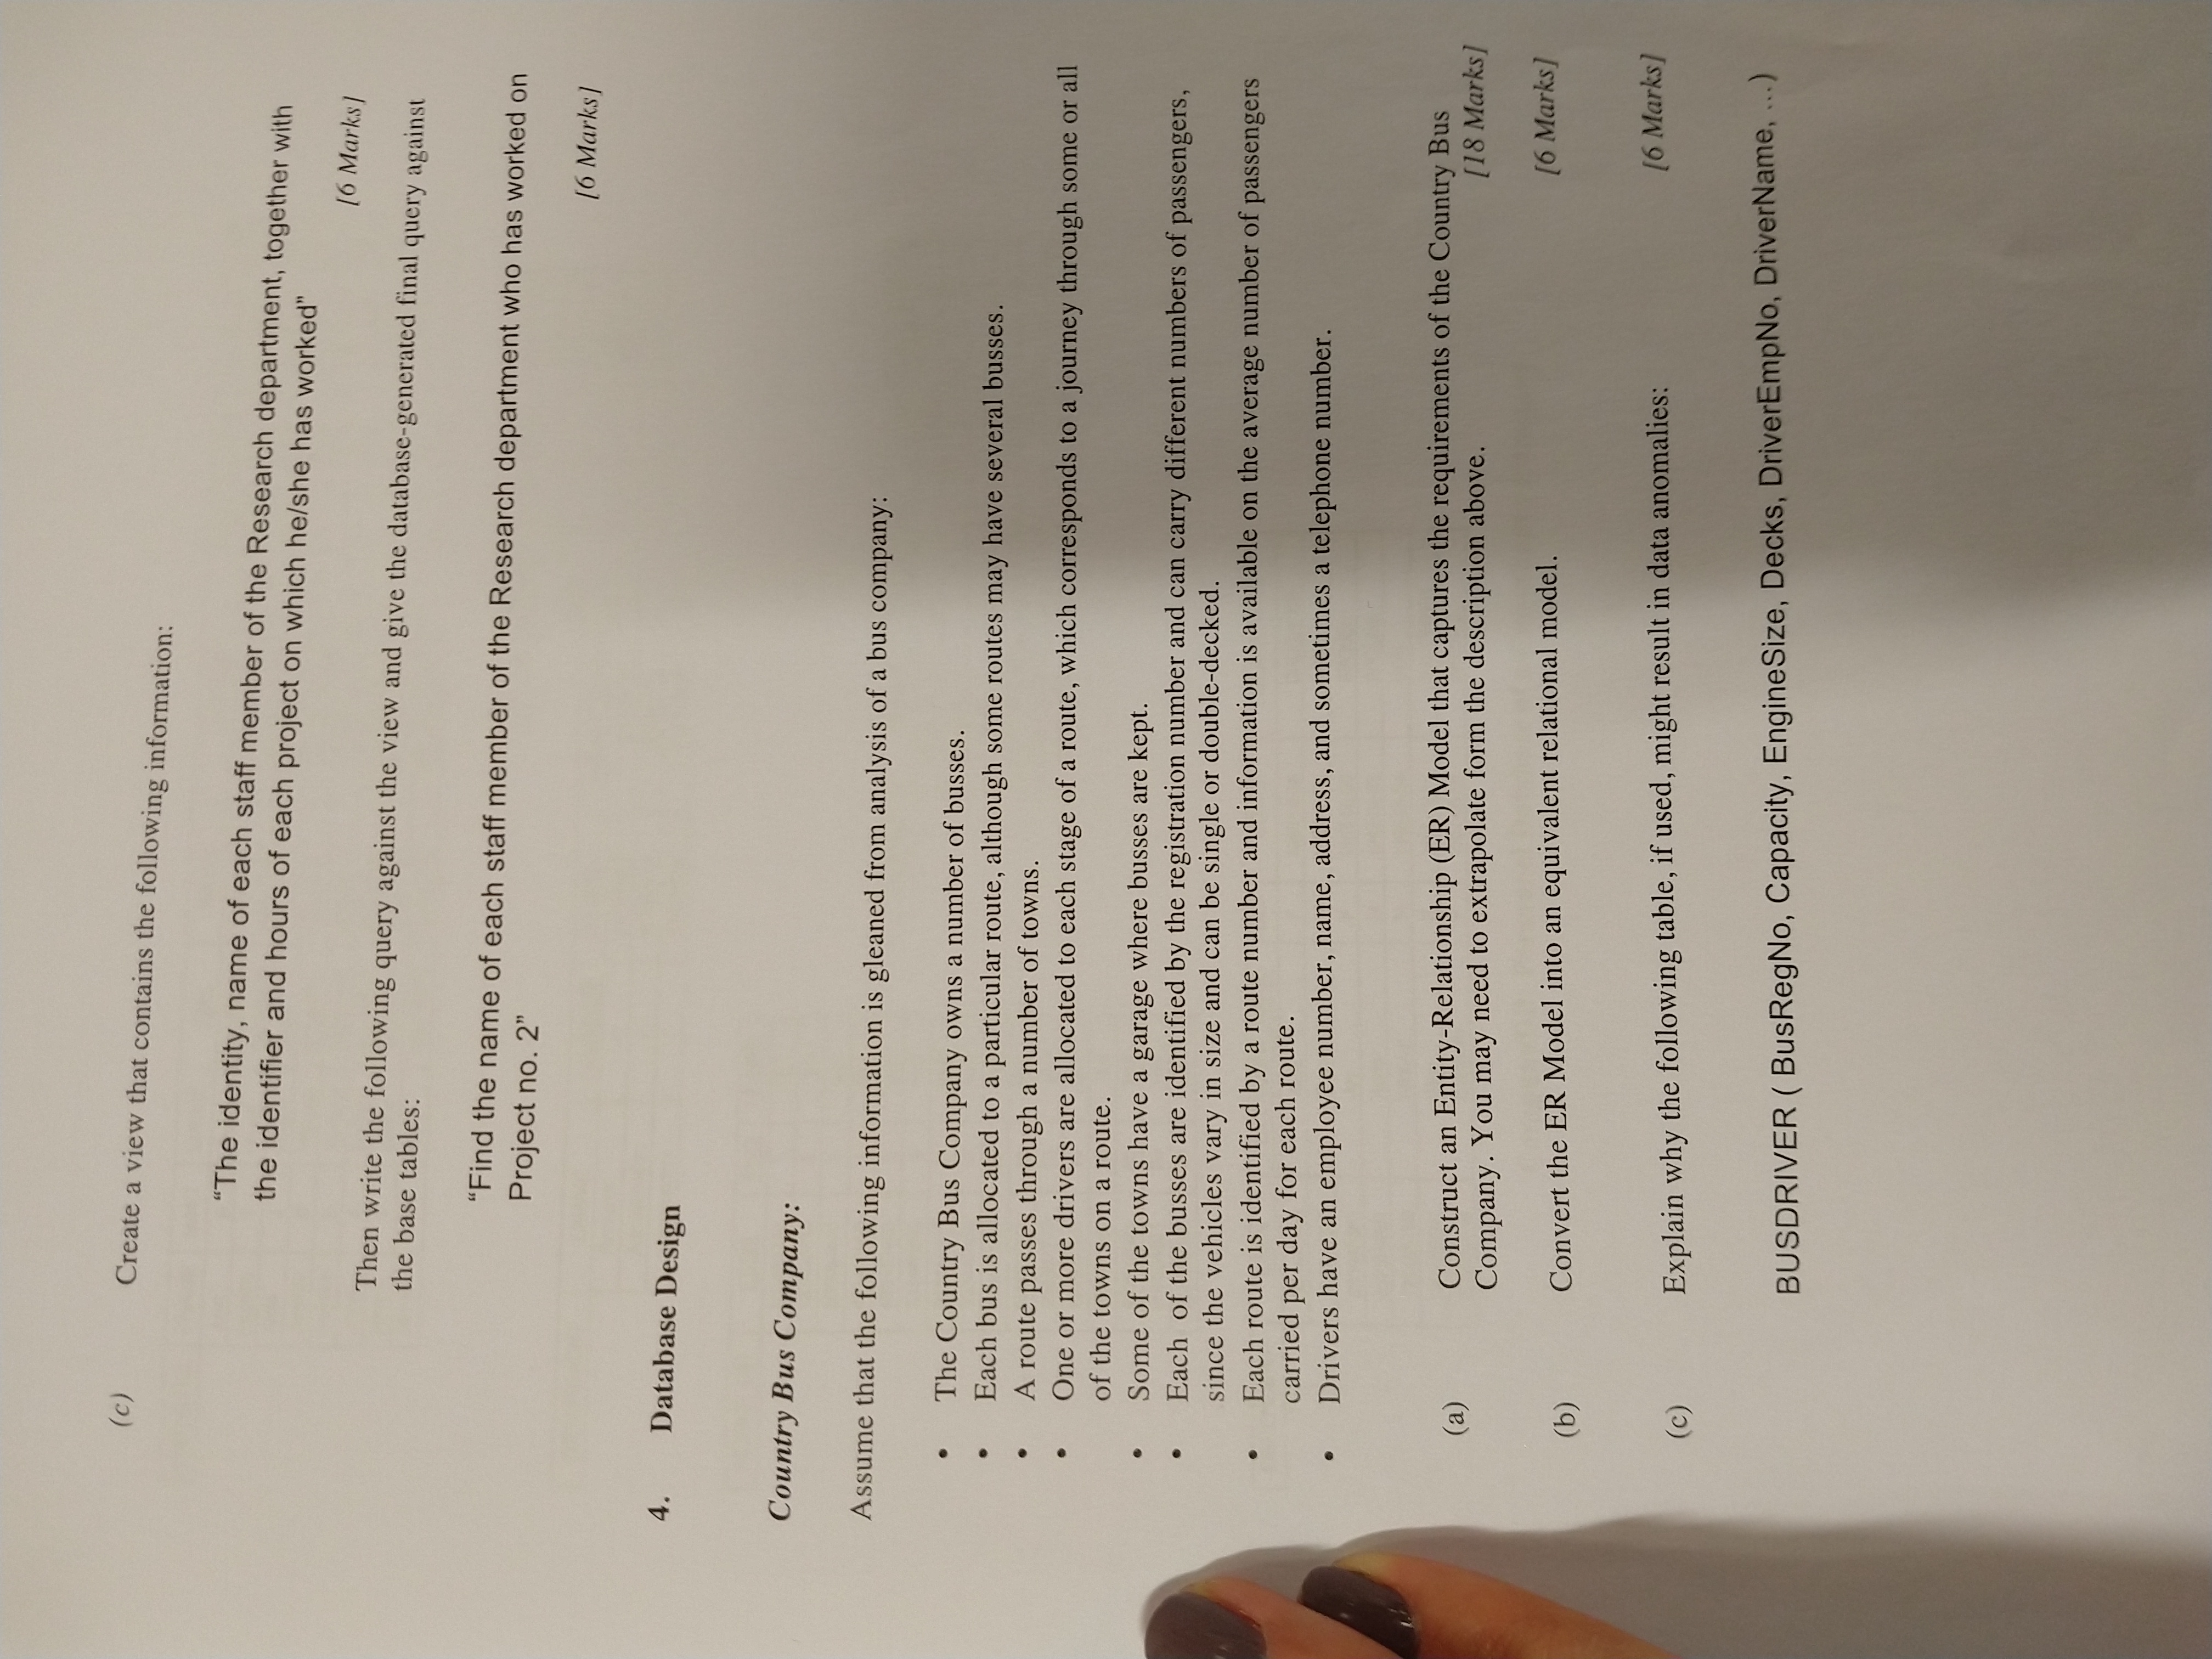 (c) Create a view that contains the following information:
“The identity, name of each staff member of the Research department, together with
the identifier and hours of each project on which he/she has worked”
[6 Marks]
Then write the following query against the view and give the database-generated final query against
the base tables:
“Find the name of each staff member of the Research department who has worked on
Project no. 2”
[6 Marks]
4. Database Design
Country Bus Company:
Assume that the following information is gleaned from analysis of a bus company:
• The Country Bus Company owns a number of busses.
• Each bus is allocated to a particular route, although some routes may have several busses.
• A route passes through a number of towns.
• One or more drivers are allocated to each stage of a route, which corresponds to a journey through some or all
of the towns on a route.
• Some of the towns have a garage where busses are kept.
• Each of the busses are identified by the registration number and can carry different numbers of passengers,
since the vehicles vary in size and can be single or double-decked.
• Each route is identified by a route number and information is available on the average number of passengers
carried per day for each route.
• Drivers have an employee number, name, address, and sometimes a telephone number.
(a) Construct an Entity-Relationship (ER) Model that captures the requirements of the Country Bus
Company. You may need to extrapolate form the description above. [18 Marks]
(b) Convert the ER Model into an equivalent relational model. [6 Marks]
(c) Explain why the following table, if used, might result in data anomalies: [6 Marks]
BUSDRIVER ( BusRegNo, Capacity, EngineSize, Decks, DriverEmpNo, DriverName, ...)